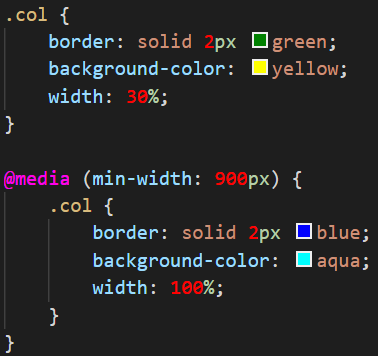 .col {
    border: solid 2px green;
    background-color: yellow;
    width: 30%;
}

@media (min-width: 900px) {
    .col {
        border: solid 2px blue;
        background-color: aqua;
        width: 100%;
    }
}